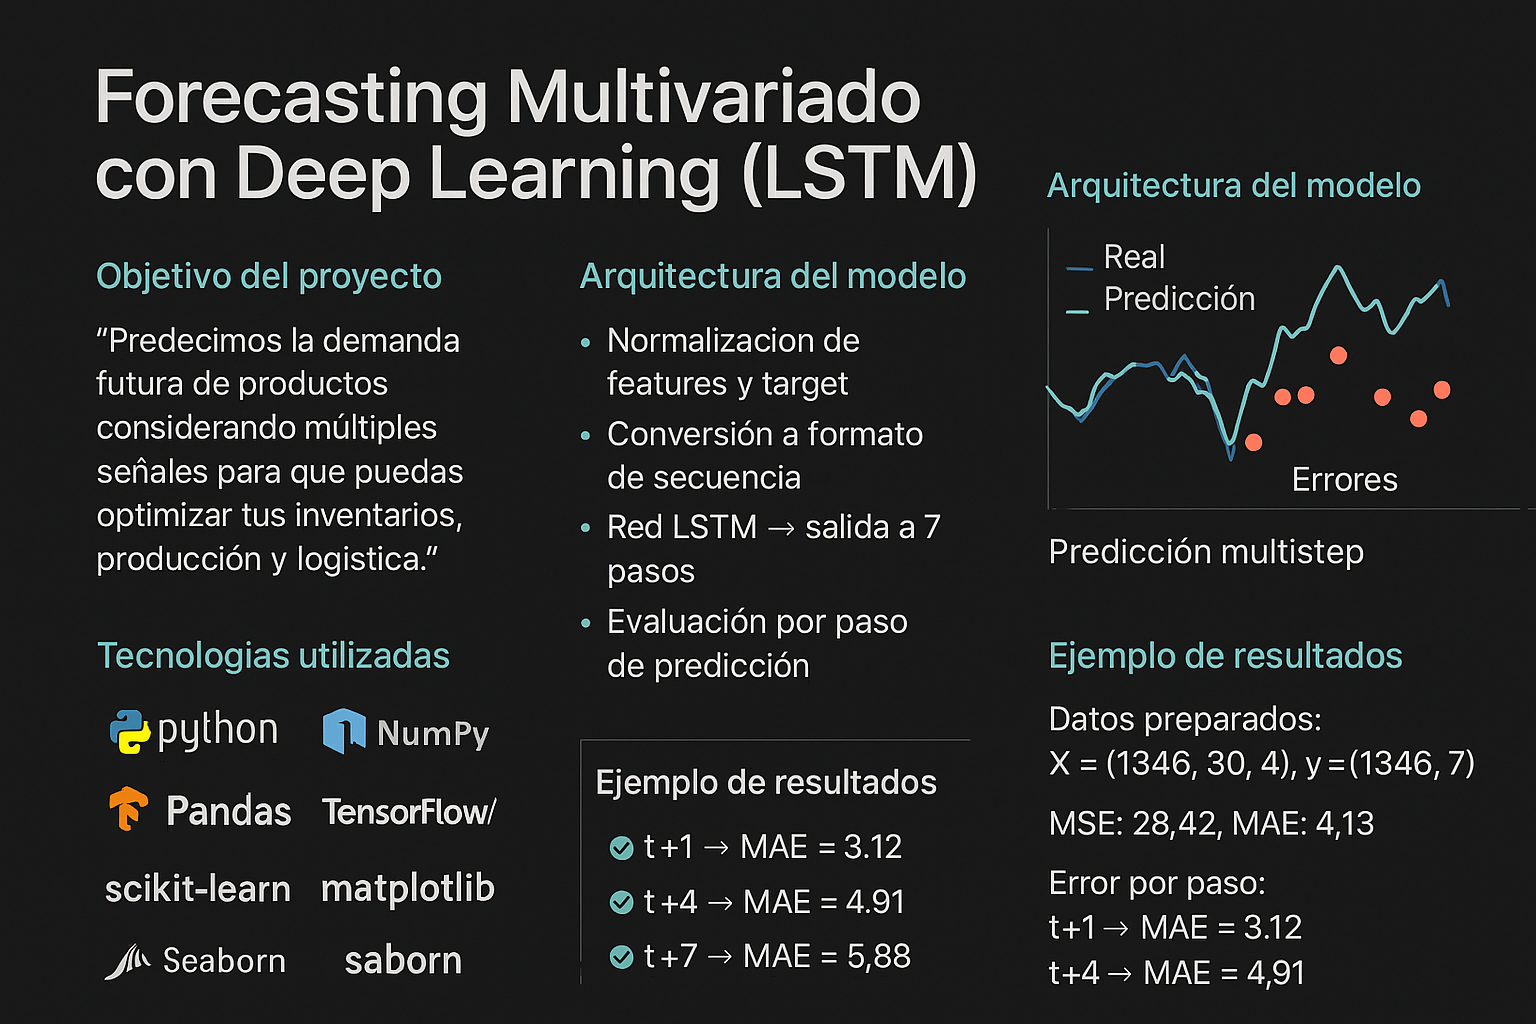 Forecasting Multivariado
con Deep Learning (LSTM)
Objetivo del proyecto
“Predecimos la demanda
futura de productos
considerando múltiples
señales para que puedas
optimizar tus inventarios,
producción y logistica.”
Tecnologias utilizadas
python
NumPy
Pandas
TensorFlow/
scikit-learn
matplotlib
Seaborn
saborn
Arquitectura del modelo
• Normalizacion de
features y target
• Conversión a formato
de secuencia
• Red LSTM → salida a 7
pasos
• Evaluación por paso
de predicción
Ejemplo de resultados
t+1 → MAE = 3.12
t+4 → MAE = 4.91
t+7 → MAE = 5,88
Arquitectura del modelo
Real
Predicción
Errores
Predicción multistep
Ejemplo de resultados
Datos preparados:
X = (1346, 30, 4), y =(1346, 7)
MSE: 28,42, MAE: 4,13
Error por paso:
t+1 → MAE = 3.12
t+4 → MAE = 4,91